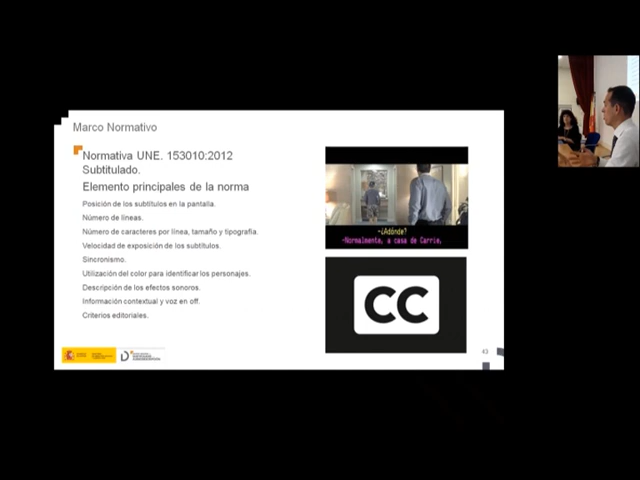 Marco Normativo
Normativa UNE. 153010:2012
Subtitulado.
Elemento principales de la norma
Posición de los subtítulos en la pantalla.
Número de líneas.
Número de caracteres por línea, tamaño y tipografía.
Velocidad de exposición de los subtítulos.
Sincronismo.
Utilización del color para identificar los personajes.
Descripción de los efectos sonoros.
Información contextual y voz en off.
Criterios editoriales.
-¿Adónde?
-Normalmente, a casa de Carrie,
CC
43